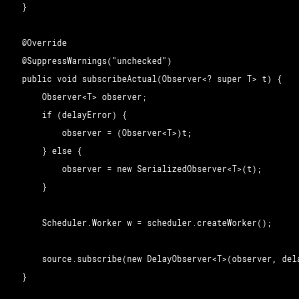 }
@Override
@SuppressWarnings("unchecked")
public void subscribeActual(Observer<? super T> t) {
Observer<T> observer;
if (delayError) {
observer = (Observer<T>)t;
} else {
observer = new SerializedObserver<T>(t);
}
Scheduler.Worker w = scheduler.createWorker();
source.subscribe(new DelayObserver<T>(observer, dela
}